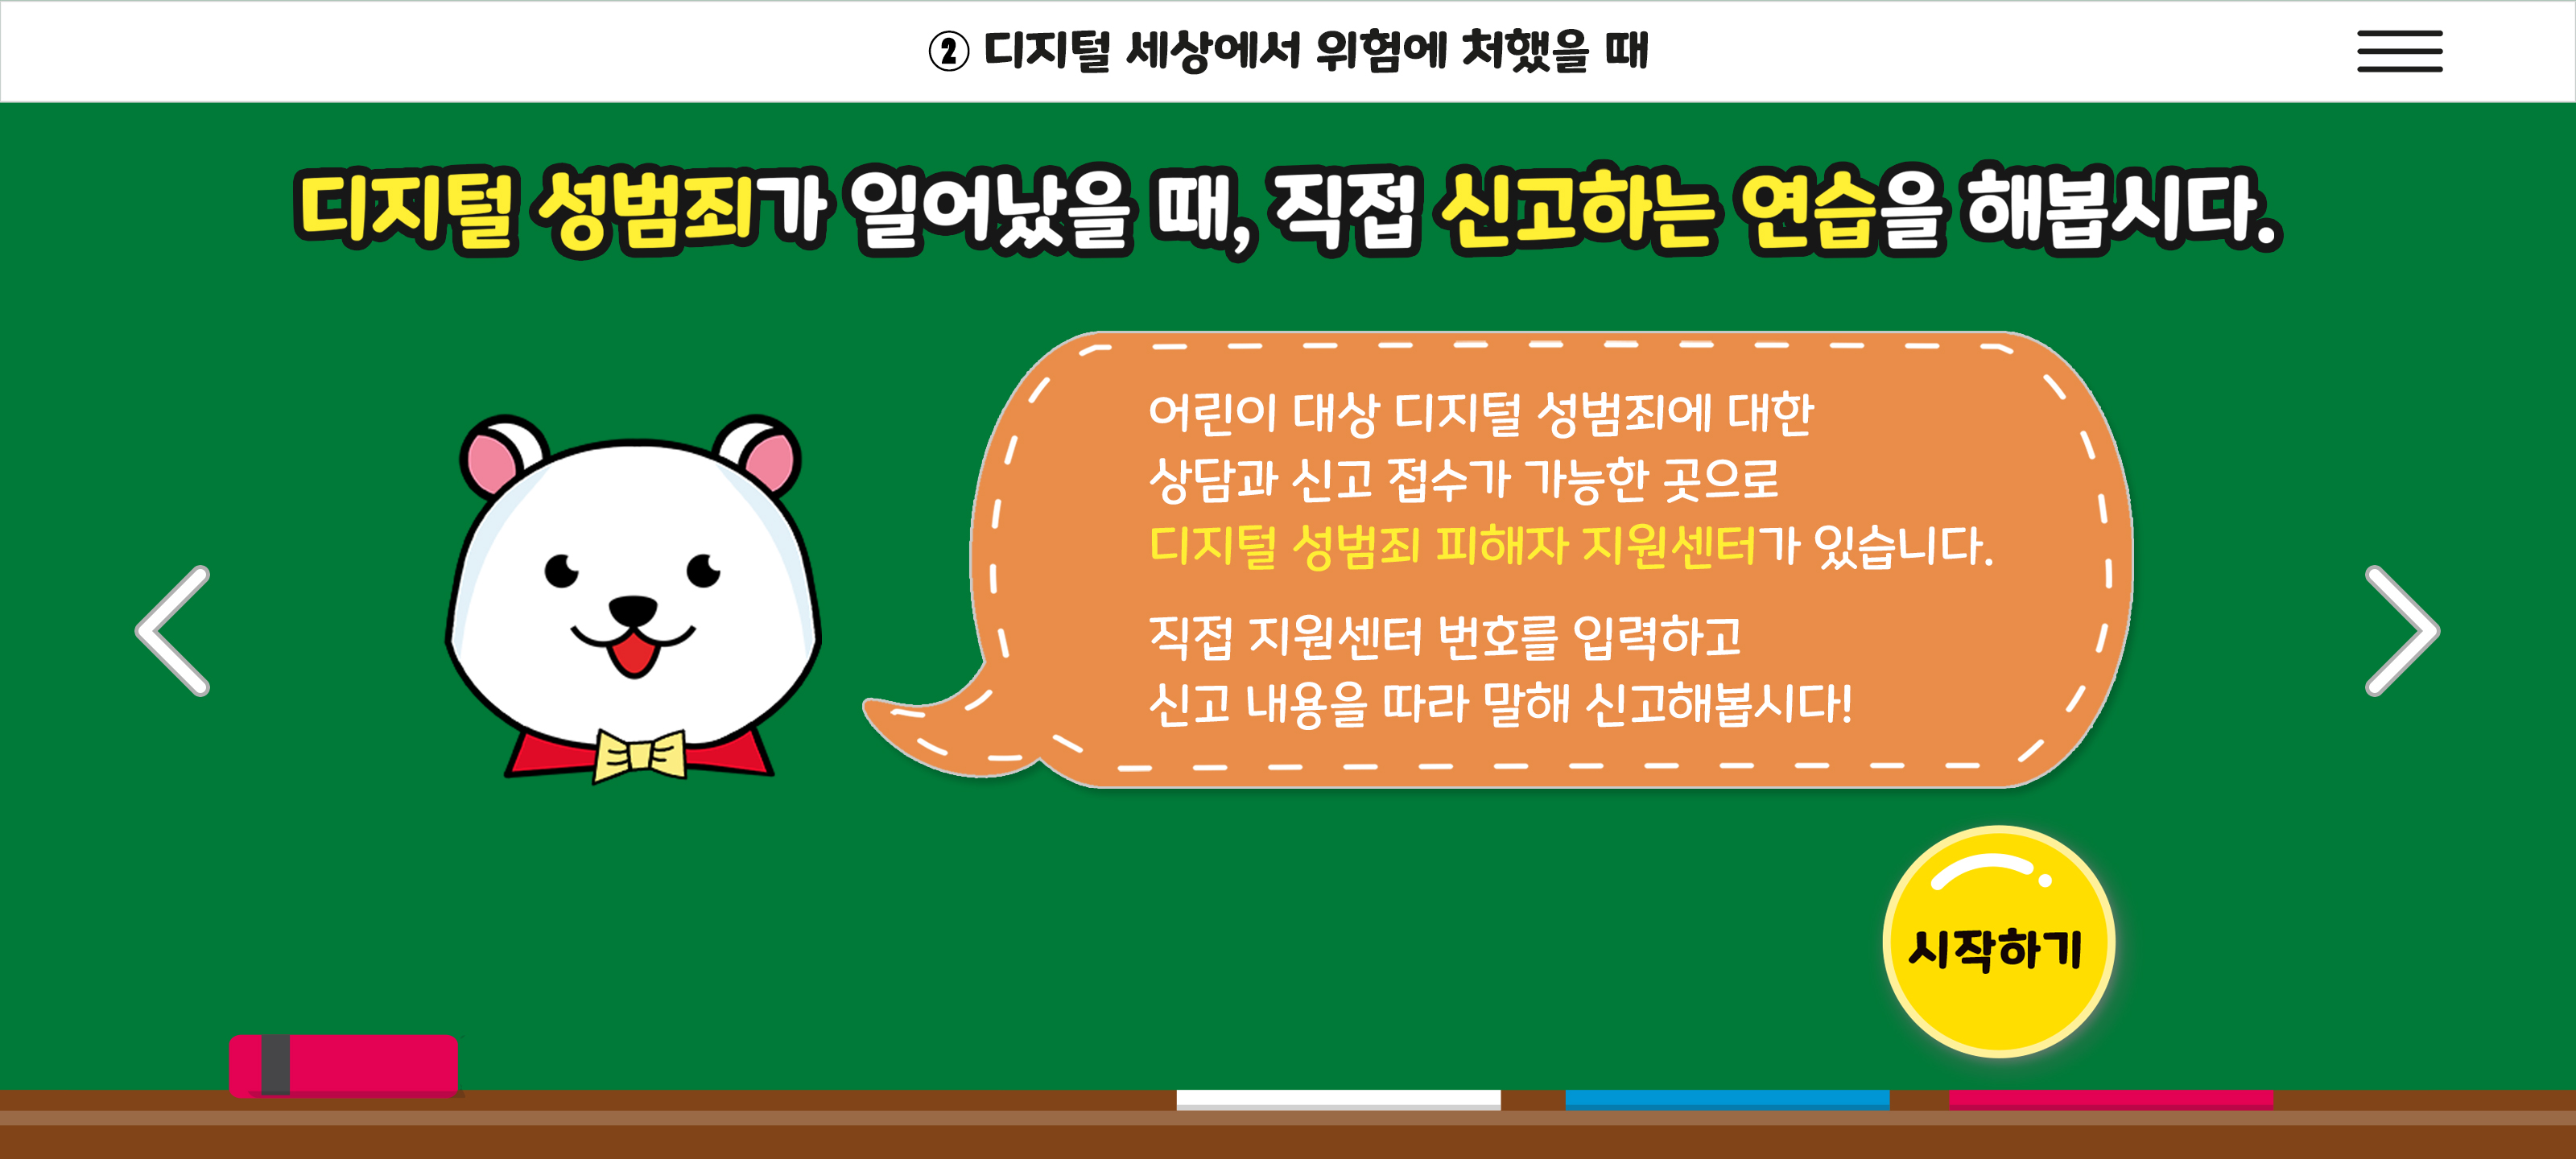 ② 디지털 세상에서 위험에 처했을 때
디지털 성범죄가 일어났을 때, 직접 신고하는 연습을 해봅시다.
어린이 대상 디지털 성범죄에 대한
상담과 신고 접수가 가능한 곳으로
디지털 성범죄 피해자 지원센터가 있습니다.
직접 지원센터 번호를 입력하고
신고 내용을 따라 말해 신고해봅시다!
시작하기